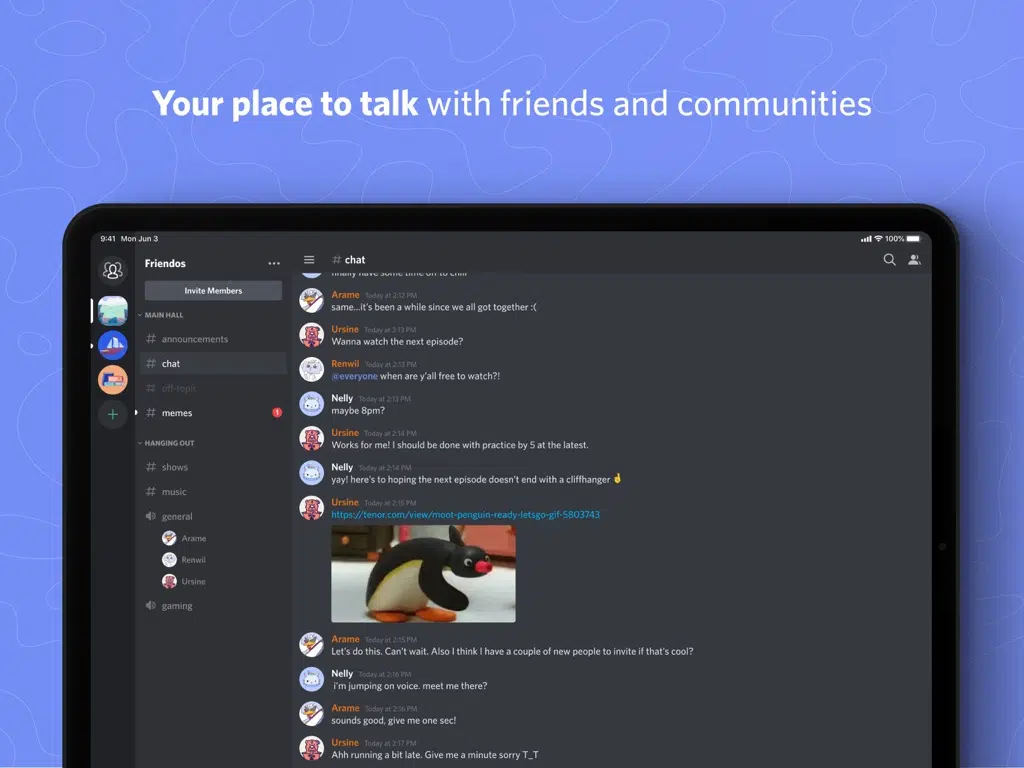 Your place to talk with friends and communities
9:41 Mon Jun 3
100%
Friendos
Invite Members
MAIN HALL
# announcements
# chat
# off-topic
# memes
1
HANGING OUT
# shows
# music
general
Arame
Renwil
Ursine
gaming
# chat
finally have some time off to chill
Arame Today at 2:12 PM
same...it's been a while since we all got together :(
Ursine Today at 2:13 PM
Wanna watch the next episode?
Renwil Today at 2:13 PM
@everyone when are y'all free to watch?!
Nelly Today at 2:13 PM
maybe 8pm?
Ursine Today at 2:14 PM
Works for me! I should be done with practice by 5 at the latest.
Nelly Today at 2:14 PM
yay! here's to hoping the next episode doesn't end with a cliffhanger 🤞
Ursine Today at 2:15 PM
https://tenor.com/view/moot-penguin-ready-letsgo-gif-5803743
Arame Today at 2:15 PM
Let's do this. Can't wait. Also I think I have a couple of new people to invite if that's cool?
Nelly Today at 2:16 PM
i'm jumping on voice. meet me there?
Arame Today at 2:16 PM
sounds good, give me one sec!
Ursine Today at 2:17 PM
Ahh running a bit late. Give me a minute sorry T_T